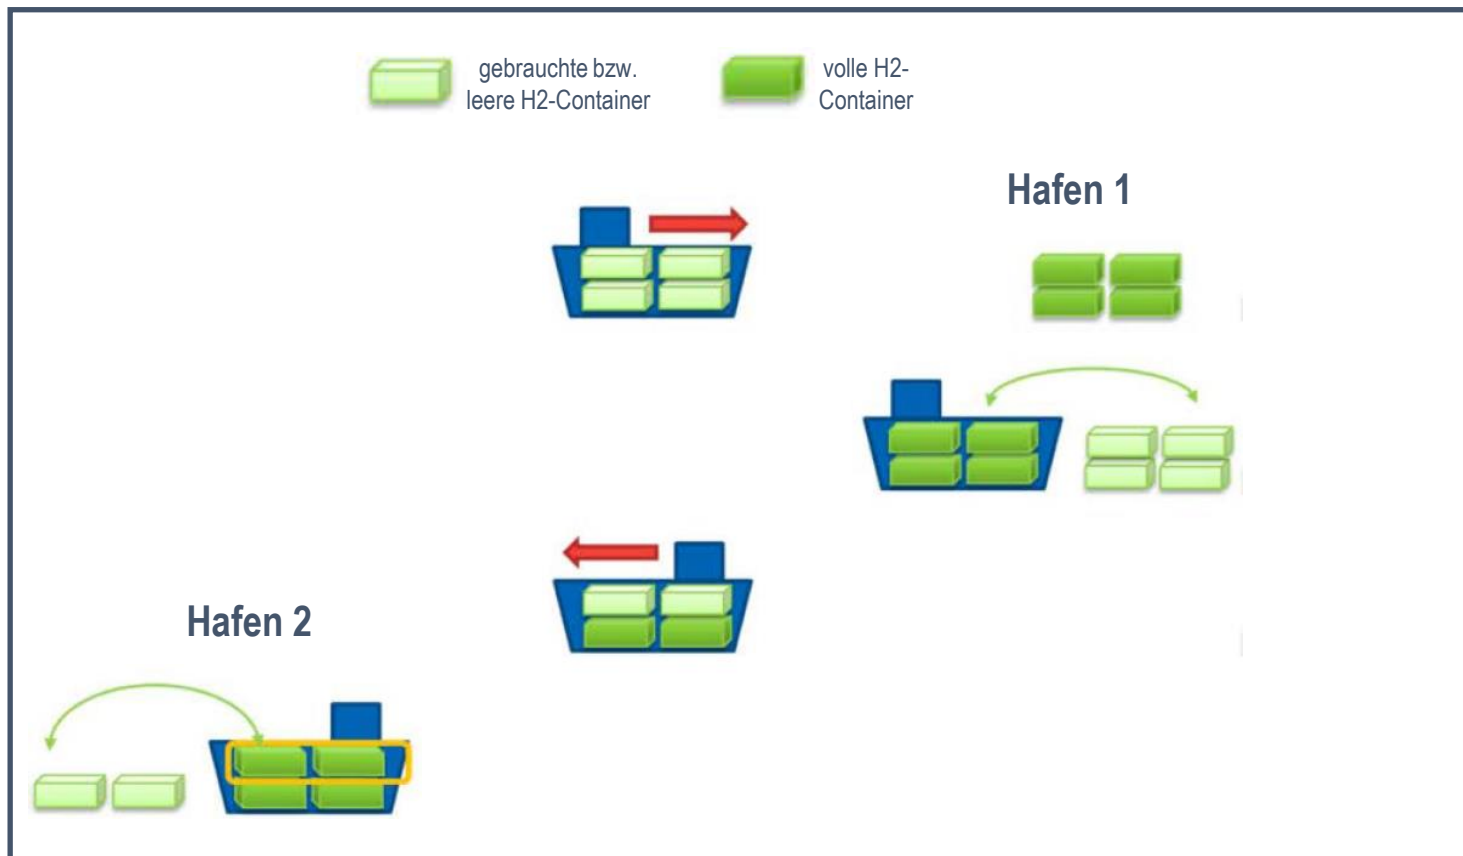 gebrauchte bzw.
leere H2-Container
volle H2-
Container
Hafen 1
Hafen 2